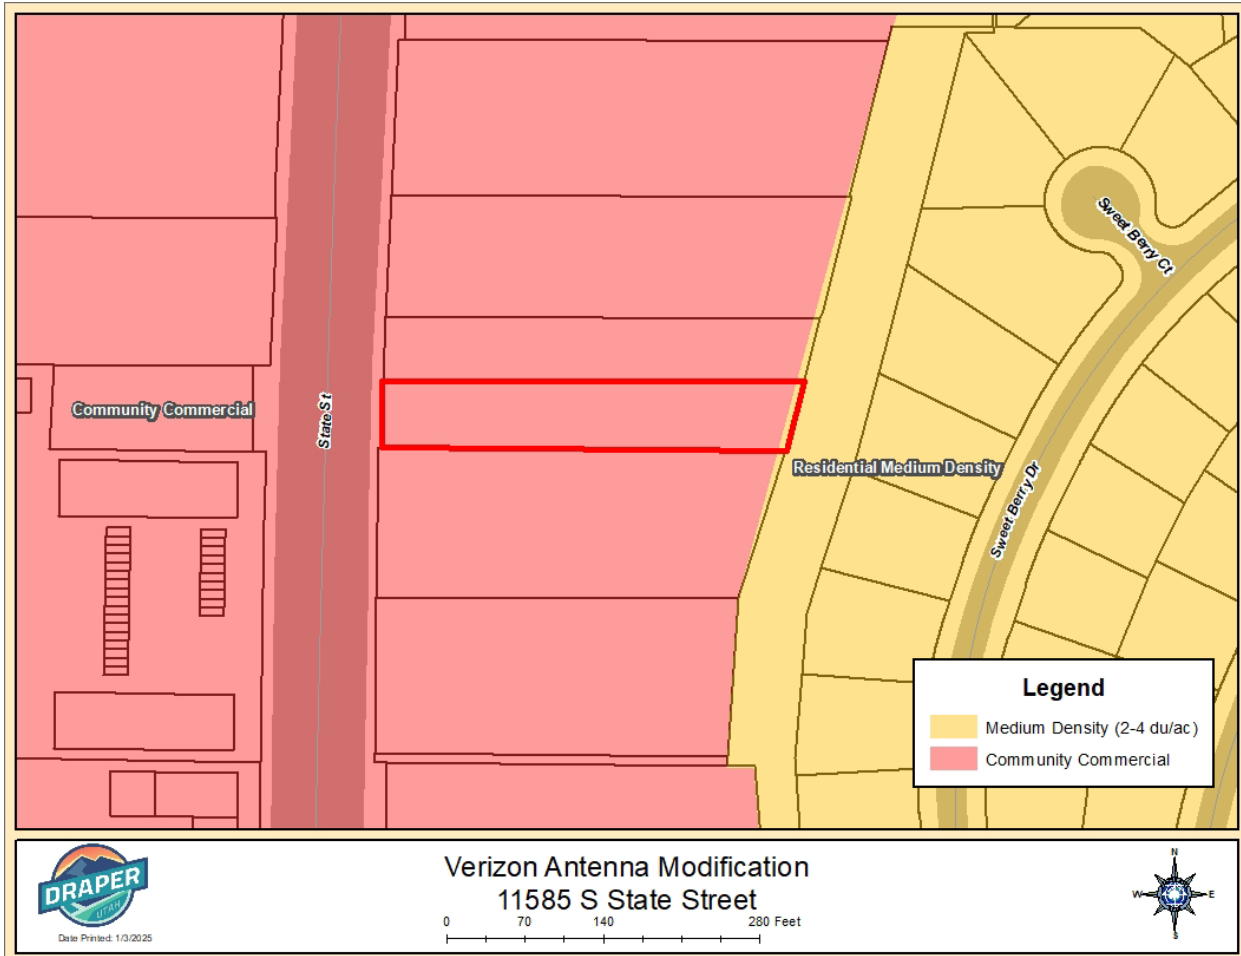 Sweet Berry Ct
Community Commercial
State St
Residential Medium Density
Sweet Berry Dr
Legend
Medium Density (2-4 du/ac)
Community Commercial
DRAPER
UTAH
Date Printed: 1/3/2025
Verizon Antenna Modification
11585 S State Street
0 70 140 280 Feet
N
W E
S